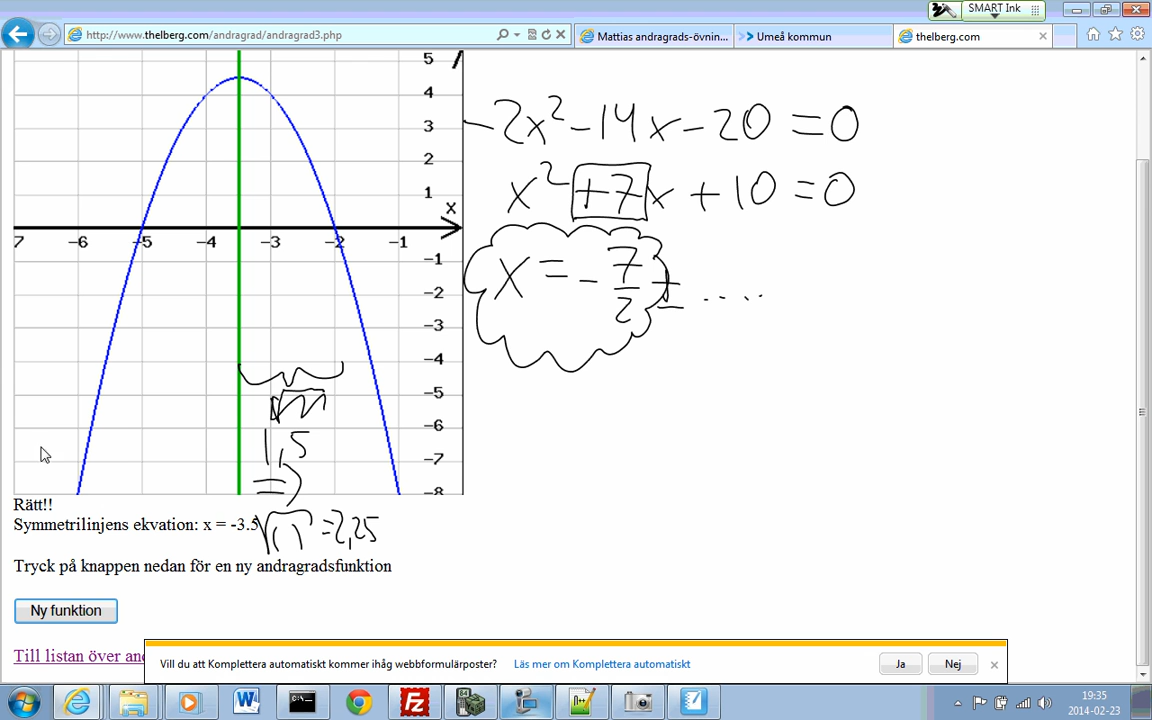 SMART Ink
http://www.thelberg.com/andragrad/andragrad3.php
Mattias andragrads-övnin...
Umeå kommun
thelberg.com
5
4
3
2
1
x
7 -6 -5 -4 -3 -2 -1
-1
-2
-3
-4
-5
-6
-7
-8
-2x² - 14x - 20 = 0
x² +7x + 10 = 0
x = - 7/2 ± .....
1,5
=>
√( ) = 2,25
Rätt!!
Symmetrilinjens ekvation: x = -3.5
Tryck på knappen nedan för en ny andragradsfunktion
Ny funktion
Till listan över an
Vill du att Komplettera automatiskt kommer ihåg webbformulärposter? Läs mer om Komplettera automatiskt Ja Nej
19:35
2014-02-23